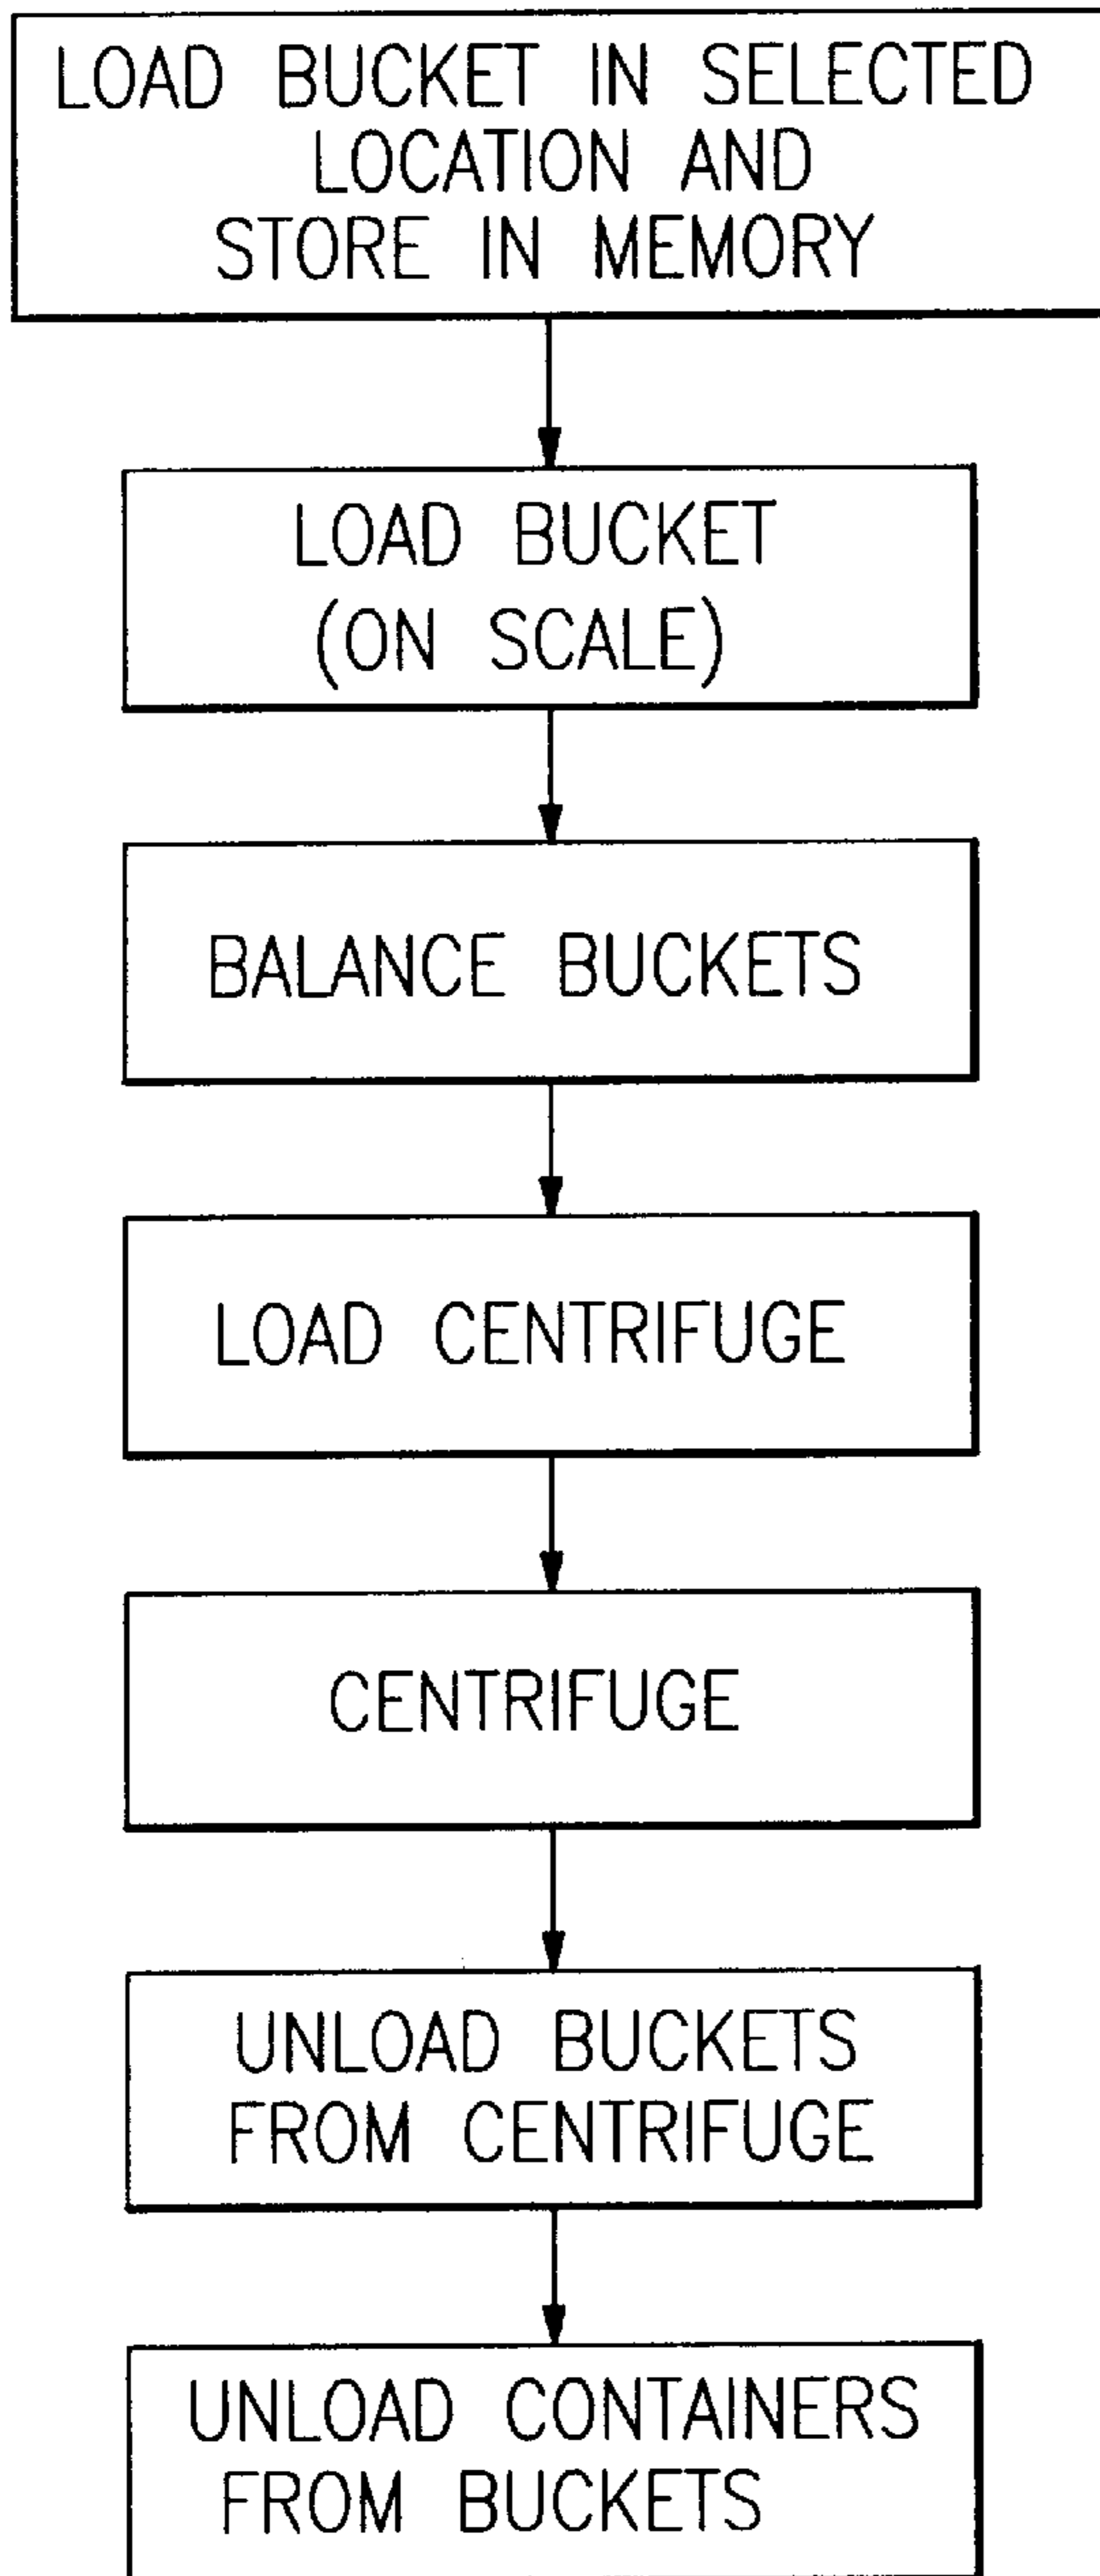 LOAD BUCKET IN SELECTED
LOCATION AND
STORE IN MEMORY
LOAD BUCKET
(ON SCALE)
BALANCE BUCKETS
LOAD CENTRIFUGE
CENTRIFUGE
UNLOAD BUCKETS
FROM CENTRIFUGE
UNLOAD CONTAINERS
FROM BUCKETS